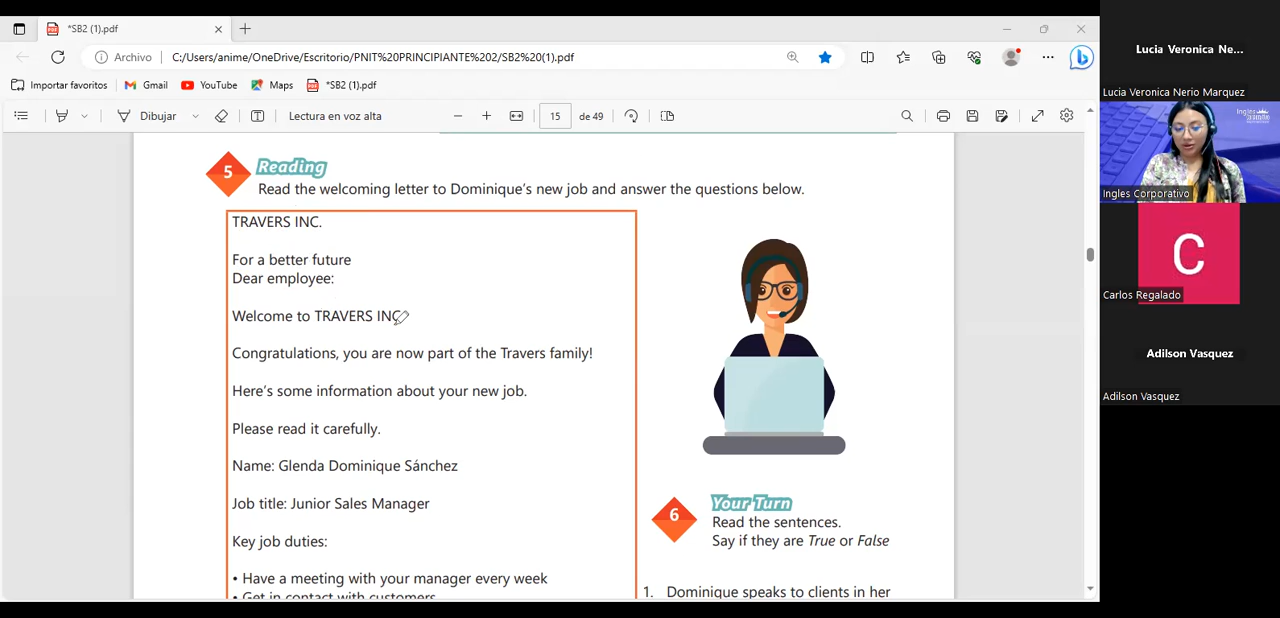 *SB2 (1).pdf
Archivo
C:/Users/anime/OneDrive/Escritorio/PNIT%20PRINCIPIANTE%202/SB2%20(1).pdf
Importar favoritos
Gmail
YouTube
Maps
*SB2 (1).pdf
Dibujar
Lectura en voz alta
15
de 49
5
Reading
Read the welcoming letter to Dominique's new job and answer the questions below.
TRAVERS INC.
For a better future
Dear employee:
Welcome to TRAVERS INC
Congratulations, you are now part of the Travers family!
Here's some information about your new job.
Please read it carefully.
Name: Glenda Dominique Sánchez
Job title: Junior Sales Manager
Key job duties:
• Have a meeting with your manager every week
• Get in contact with customers
6
Your Turn
Read the sentences.
Say if they are True or False
1. Dominique speaks to clients in her
Lucia Veronica Ne...
Lucia Veronica Nerio Marquez
Ingles Corporativo
C
Carlos Regalado
Adilson Vasquez
Adilson Vasquez